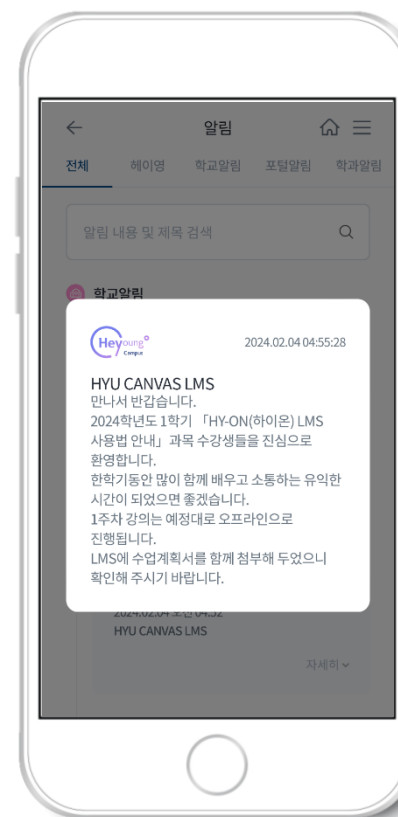 알림
전체 헤이영 학교알림 포털알림 학과알림
알림 내용 및 제목 검색
학교알림
Heyoung
Campus
2024.02.04 04:55:28
HYU CANVAS LMS
만나서 반갑습니다.
2024학년도 1학기 「HY-ON(하이온) LMS
사용법 안내」 과목 수강생들을 진심으로
환영합니다.
한학기동안 많이 함께 배우고 소통하는 유익한
시간이 되었으면 좋겠습니다.
1주차 강의는 예정대로 오프라인으로
진행됩니다.
LMS에 수업계획서를 함께 첨부해 두었으니
확인해 주시기 바랍니다.
2024.02.04 오전 04:52
HYU CANVAS LMS
자세히